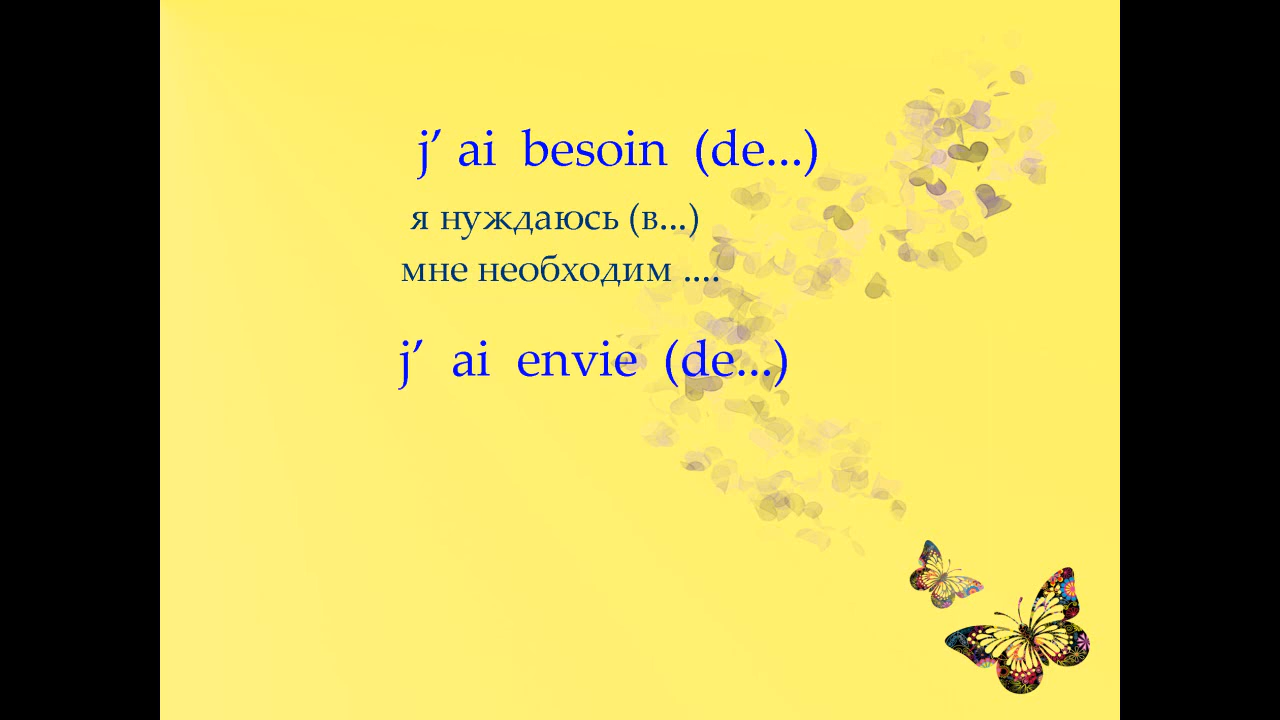 j’ ai besoin (de...)
я нуждаюсь (в...)
мне необходим ....
j’ ai envie (de...)